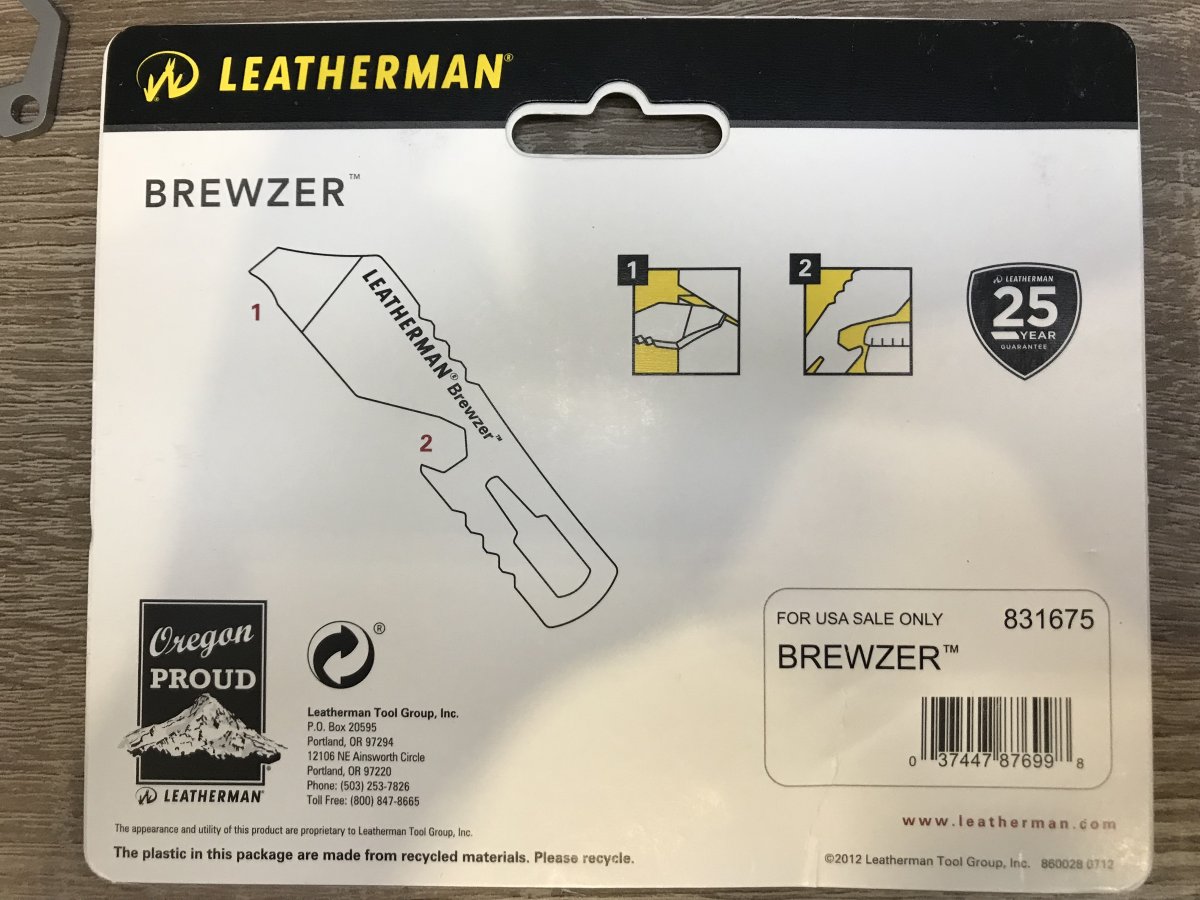 LEATHERMAN®
BREWZER™
1
LEATHERMAN® Brewzer™
2
1
2
LEATHERMAN
25
YEAR
GUARANTEE
Oregon
PROUD
LEATHERMAN®
®
Leatherman Tool Group, Inc.
P.O. Box 20595
Portland, OR 97294
12106 NE Ainsworth Circle
Portland, OR 97220
Phone: (503) 253-7826
Toll Free: (800) 847-8665
FOR USA SALE ONLY 831675
BREWZER™
0 37447 87699 8
www.leatherman.com
The appearance and utility of this product are proprietary to Leatherman Tool Group, Inc.
The plastic in this package are made from recycled materials. Please recycle.
©2012 Leatherman Tool Group, Inc. 860028 0712